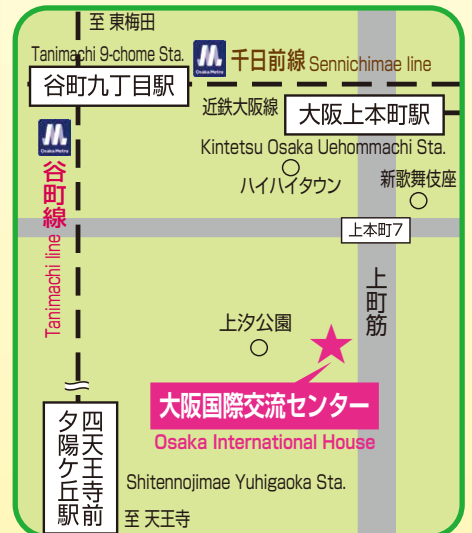 至 東梅田
Tanimachi 9-chome Sta.
Osaka Metro
千日前線 Sennichimae line
谷町九丁目駅
近鉄大阪線
大阪上本町駅
Kintetsu Osaka Uehommachi Sta.
ハイハイタウン
新歌舞伎座
Osaka Metro
谷町線
Tanimachi line
上本町7
上町筋
上汐公園
大阪国際交流センター
Osaka International House
四天王寺前
夕陽ケ丘駅
Shitennojimae Yuhigaoka Sta.
至 天王寺